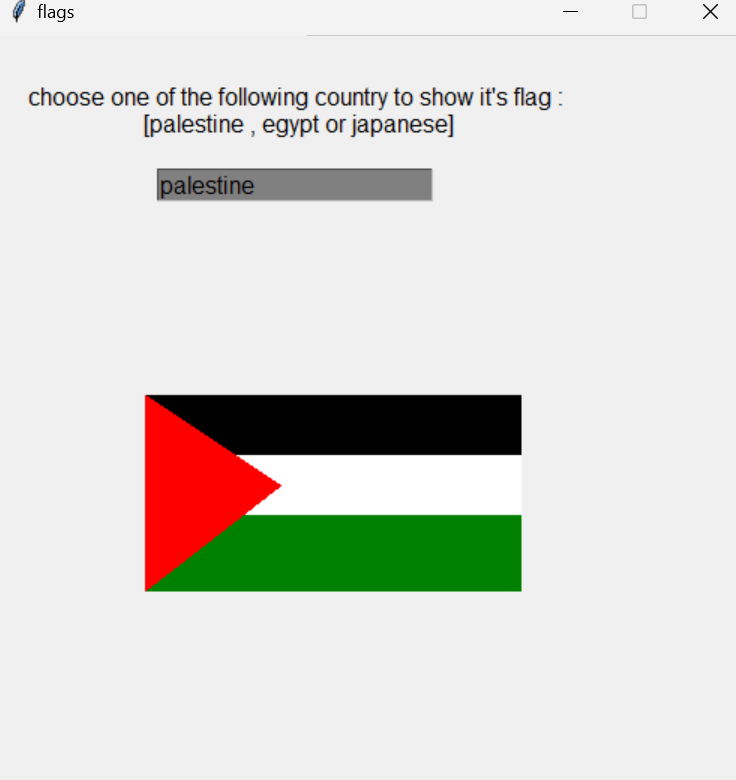 flags
choose one of the following country to show it's flag :
[palestine , egypt or japanese]
palestine